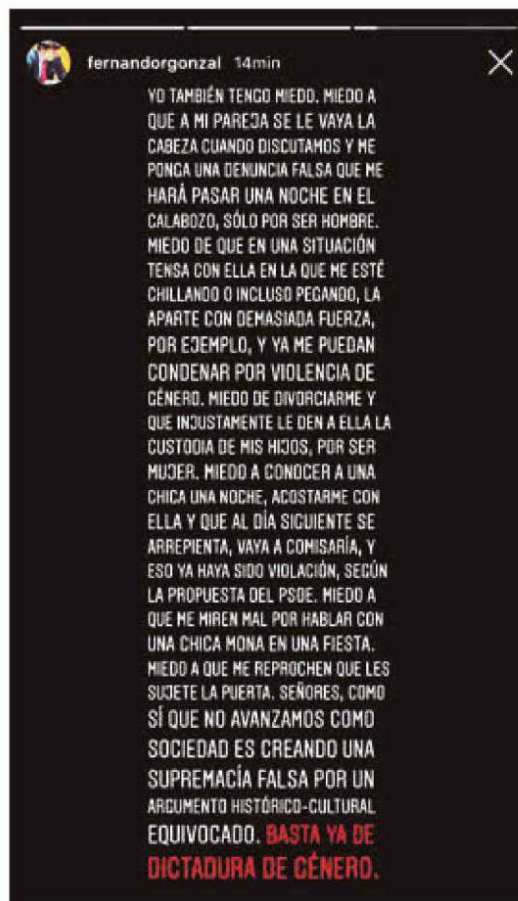 fernandorgonzal 14min
YO TAMBIÉN TENGO MIEDO. MIEDO A
QUE A MI PAREJA SE LE VAYA LA
CABEZA CUANDO DISCUTAMOS Y ME
PONGA UNA DENUNCIA FALSA QUE ME
HARÁ PASAR UNA NOCHE EN EL
CALABOZO, SÓLO POR SER HOMBRE.
MIEDO DE QUE EN UNA SITUACIÓN
TENSA CON ELLA EN LA QUE ME ESTÉ
CHILLANDO O INCLUSO PEGANDO, LA
APARTE CON DEMASIADA FUERZA,
POR EJEMPLO, Y YA ME PUEDAN
CONDENAR POR VIOLENCIA DE
GÉNERO. MIEDO DE DIVORCIARME Y
QUE INJUSTAMENTE LE DEN A ELLA LA
CUSTODIA DE MIS HIJOS, POR SER
MUJER. MIEDO A CONOCER A UNA
CHICA UNA NOCHE, ACOSTARME CON
ELLA Y QUE AL DÍA SIGUIENTE SE
ARREPIENTA, VAYA A COMISARÍA, Y
ESO YA HAYA SIDO VIOLACIÓN, SEGÚN
LA PROPUESTA DEL PSOE. MIEDO A
QUE ME MIREN MAL POR HABLAR CON
UNA CHICA MONA EN UNA FIESTA.
MIEDO A QUE ME REPROCHEN QUE LES
SUJETE LA PUERTA. SEÑORES, COMO
SÍ QUE NO AVANZAMOS COMO
SOCIEDAD ES CREANDO UNA
SUPREMACÍA FALSA POR UN
ARGUMENTO HISTÓRICO-CULTURAL
EQUIVOCADO. BASTA YA DE
DICTADURA DE GÉNERO.